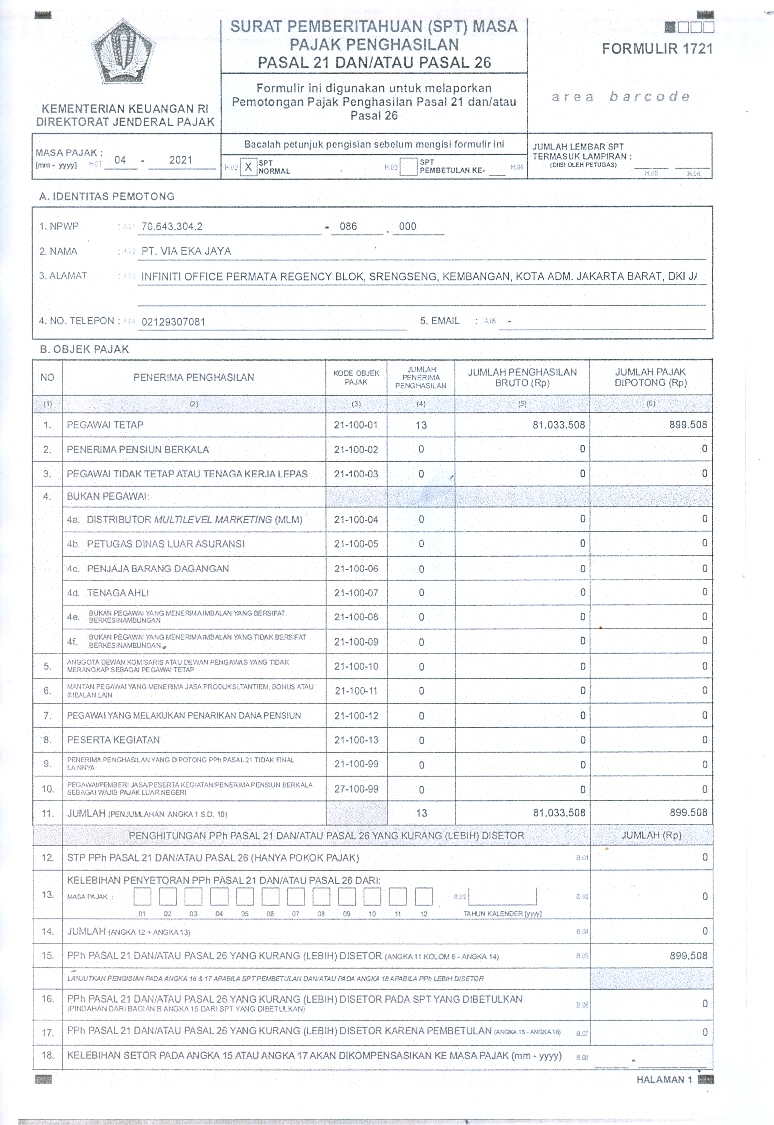 SURAT PEMBERITAHUAN (SPT) MASA
PAJAK PENGHASILAN
PASAL 21 DAN/ATAU PASAL 26
FORMULIR 1721
Formulir ini digunakan untuk melaporkan
Pemotongan Pajak Penghasilan Pasal 21 dan/atau
Pasal 26
area barcode
KEMENTERIAN KEUANGAN RI
DIREKTORAT JENDERAL PAJAK
MASA PAJAK :
[mm - yyyy] H.01 04 - 2021
Bacalah petunjuk pengisian sebelum mengisi formulir ini
H.02 X SPT NORMAL H.03 SPT PEMBETULAN KE- H.04
JUMLAH LEMBAR SPT
TERMASUK LAMPIRAN :
(DIISI OLEH PETUGAS)
H.05 H.06
A. IDENTITAS PEMOTONG
1. NPWP : 70.643.304.2 - 086 . 000
2. NAMA : PT. VIA EKA JAYA
3. ALAMAT : INFINITI OFFICE PERMATA REGENCY BLOK, SRENGSENG, KEMBANGAN, KOTA ADM. JAKARTA BARAT, DKI JA
4. NO. TELEPON : 02129307081 5. EMAIL : A.06 -
B. OBJEK PAJAK
NO PENERIMA PENGHASILAN KODE OBJEK PAJAK JUMLAH PENERIMA PENGHASILAN JUMLAH PENGHASILAN BRUTO (Rp) JUMLAH PAJAK DIPOTONG (Rp)
(1) (2) (3) (4) (5) (6)
1. PEGAWAI TETAP 21-100-01 13 81,033,508 899,508
2. PENERIMA PENSIUN BERKALA 21-100-02 0 0 0
3. PEGAWAI TIDAK TETAP ATAU TENAGA KERJA LEPAS 21-100-03 0 0 0
4. BUKAN PEGAWAI:
4a. DISTRIBUTOR MULTILEVEL MARKETING (MLM) 21-100-04 0 0 0
4b. PETUGAS DINAS LUAR ASURANSI 21-100-05 0 0 0
4c. PENJAJA BARANG DAGANGAN 21-100-06 0 0 0
4d. TENAGA AHLI 21-100-07 0 0 0
4e. BUKAN PEGAWAI YANG MENERIMA IMBALAN YANG BERSIFAT BERKESINAMBUNGAN 21-100-08 0 0 0
4f. BUKAN PEGAWAI YANG MENERIMA IMBALAN YANG TIDAK BERSIFAT BERKESINAMBUNGAN 21-100-09 0 0 0
5. ANGGOTA DEWAN KOMISARIS ATAU DEWAN PENGAWAS YANG TIDAK MERANGKAP SEBAGAI PEGAWAI TETAP 21-100-10 0 0 0
6. MANTAN PEGAWAI YANG MENERIMA JASA PRODUKSI, TANTIEM, BONUS ATAU IMBALAN LAIN 21-100-11 0 0 0
7. PEGAWAI YANG MELAKUKAN PENARIKAN DANA PENSIUN 21-100-12 0 0 0
8. PESERTA KEGIATAN 21-100-13 0 0 0
9. PENERIMA PENGHASILAN YANG DIPOTONG PPh PASAL 21 TIDAK FINAL LAINNYA 21-100-99 0 0 0
10. PEGAWAI/PEMBERI JASA/PESERTA KEGIATAN/PENERIMA PENSIUN BERKALA SEBAGAI WAJIB PAJAK LUAR NEGERI 27-100-99 0 0 0
11. JUMLAH (PENJUMLAHAN ANGKA 1 S.D. 10) 13 81,033,508 899,508
PENGHITUNGAN PPh PASAL 21 DAN/ATAU PASAL 26 YANG KURANG (LEBIH) DISETOR JUMLAH (Rp)
12. STP PPh PASAL 21 DAN/ATAU PASAL 26 (HANYA POKOK PAJAK) B.01 0
13. KELEBIHAN PENYETORAN PPh PASAL 21 DAN/ATAU PASAL 26 DARI:
MASA PAJAK : B.02 B.03 0
01 02 03 04 05 06 07 08 09 10 11 12 TAHUN KALENDER [yyyy]
14. JUMLAH (ANGKA 12 + ANGKA 13) B.04 0
15. PPh PASAL 21 DAN/ATAU PASAL 26 YANG KURANG (LEBIH) DISETOR (ANGKA 11 KOLOM 6 - ANGKA 14) B.05 899,508
LANJUTKAN PENGISIAN PADA ANGKA 16 & 17 APABILA SPT PEMBETULAN DAN/ATAU PADA ANGKA 18 APABILA PPh LEBIH DISETOR
16. PPh PASAL 21 DAN/ATAU PASAL 26 YANG KURANG (LEBIH) DISETOR PADA SPT YANG DIBETULKAN
(PINDAHAN DARI BAGIAN B ANGKA 15 DARI SPT YANG DIBETULKAN) B.06 0
17. PPh PASAL 21 DAN/ATAU PASAL 26 YANG KURANG (LEBIH) DISETOR KARENA PEMBETULAN (ANGKA 15 - ANGKA 16) B.07 0
18. KELEBIHAN SETOR PADA ANGKA 15 ATAU ANGKA 17 AKAN DIKOMPENSASIKAN KE MASA PAJAK (mm - yyyy) B.08 -
HALAMAN 1